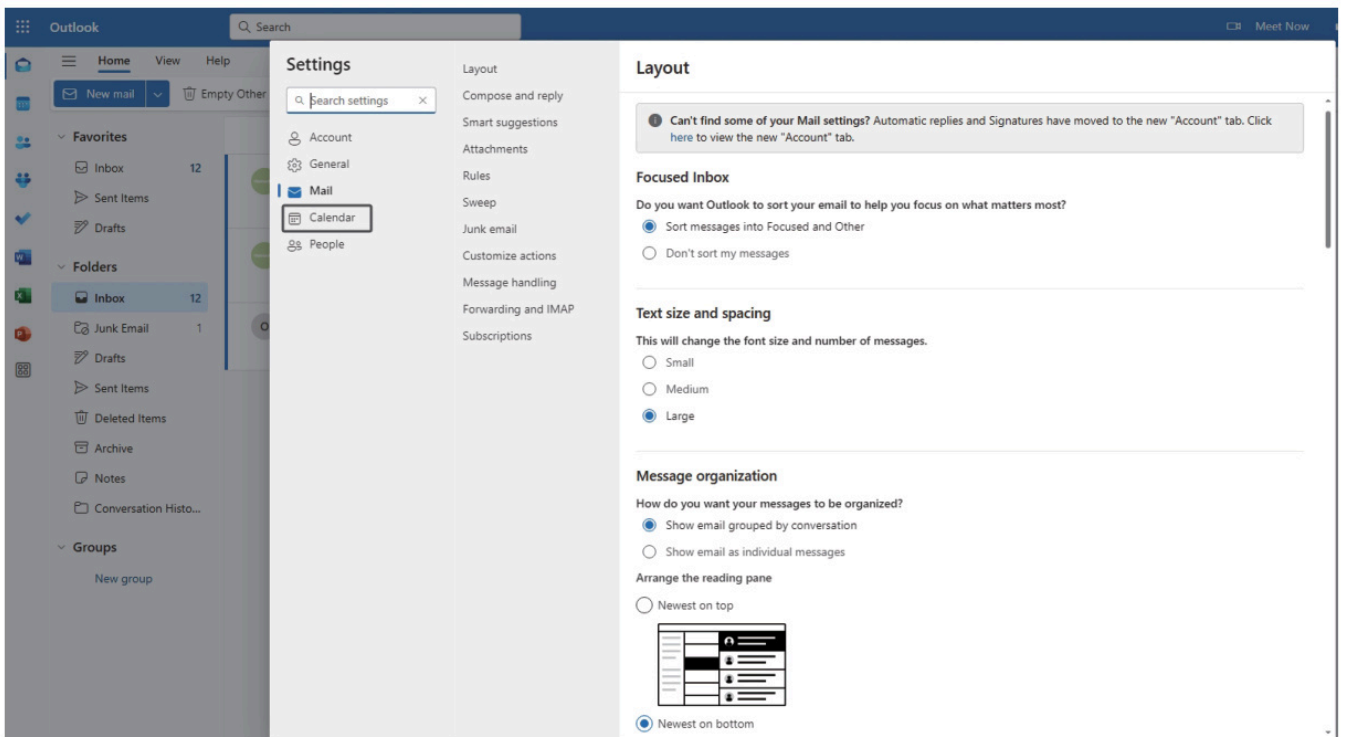 Outlook
Search
Meet Now
Home View Help
New mail
Empty Other
Favorites
Inbox 12
Sent Items
Drafts
Folders
Inbox 12
Junk Email 1
Drafts
Sent Items
Deleted Items
Archive
Notes
Conversation Histo...
Groups
New group
Settings
Search settings
Account
General
Mail
Calendar
People
Layout
Compose and reply
Smart suggestions
Attachments
Rules
Sweep
Junk email
Customize actions
Message handling
Forwarding and IMAP
Subscriptions
Layout
Can't find some of your Mail settings? Automatic replies and Signatures have moved to the new "Account" tab. Click
here to view the new "Account" tab.
Focused Inbox
Do you want Outlook to sort your email to help you focus on what matters most?
Sort messages into Focused and Other
Don't sort my messages
Text size and spacing
This will change the font size and number of messages.
Small
Medium
Large
Message organization
How do you want your messages to be organized?
Show email grouped by conversation
Show email as individual messages
Arrange the reading pane
Newest on top
Newest on bottom